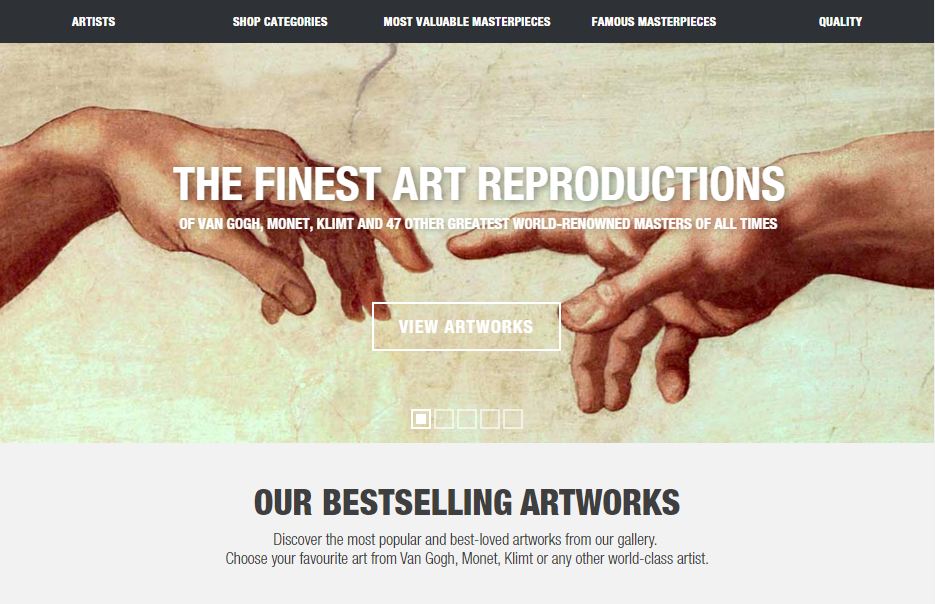 ARTISTS SHOP CATEGORIES MOST VALUABLE MASTERPIECES FAMOUS MASTERPIECES QUALITY
THE FINEST ART REPRODUCTIONS
OF VAN GOGH, MONET, KLIMT AND 47 OTHER GREATEST WORLD-RENOWNED MASTERS OF ALL TIMES
VIEW ARTWORKS
OUR BESTSELLING ARTWORKS
Discover the most popular and best-loved artworks from our gallery.
Choose your favourite art from Van Gogh, Monet, Klimt or any other world-class artist.